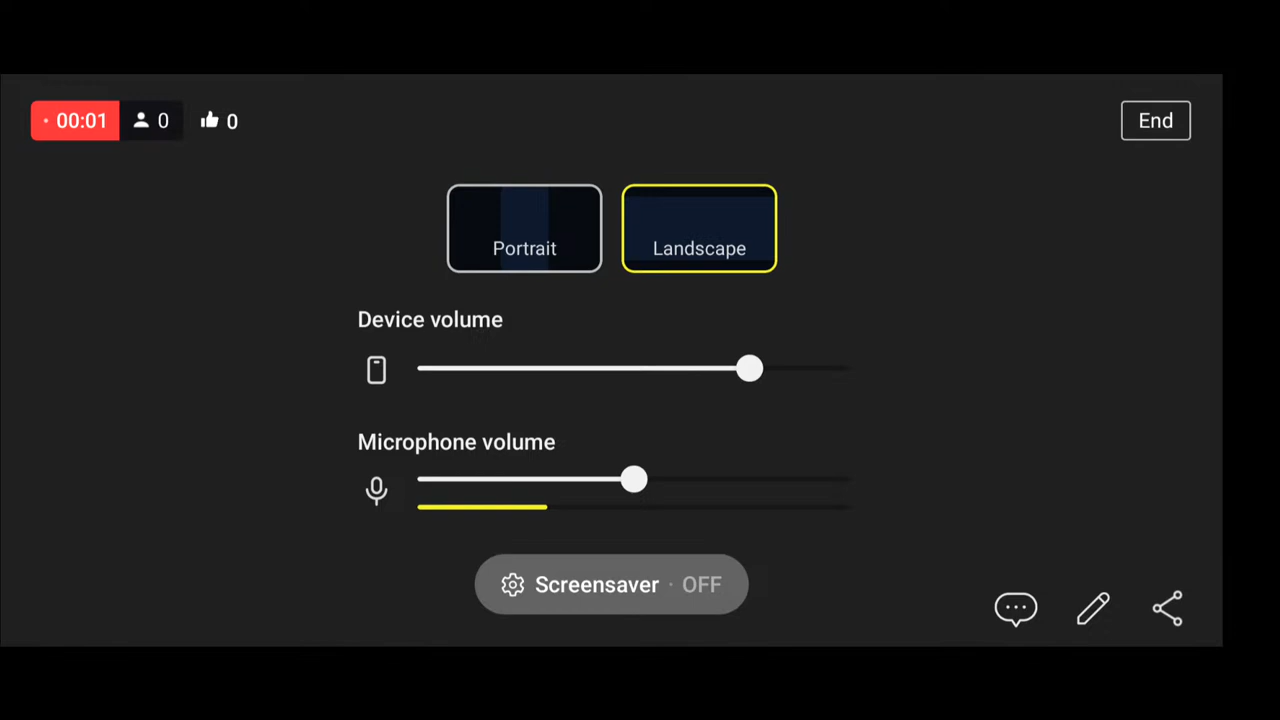 00:01 0 0 End
Portrait Landscape
Device volume
Microphone volume
Screensaver · OFF